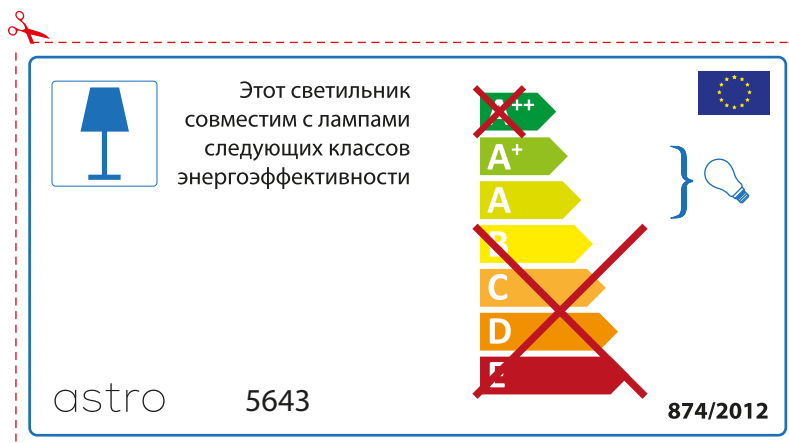 Этот светильник
совместим с лампами
следующих классов
энергоэффективности
A++
A+
A
B
C
D
E
astro
5643
874/2012